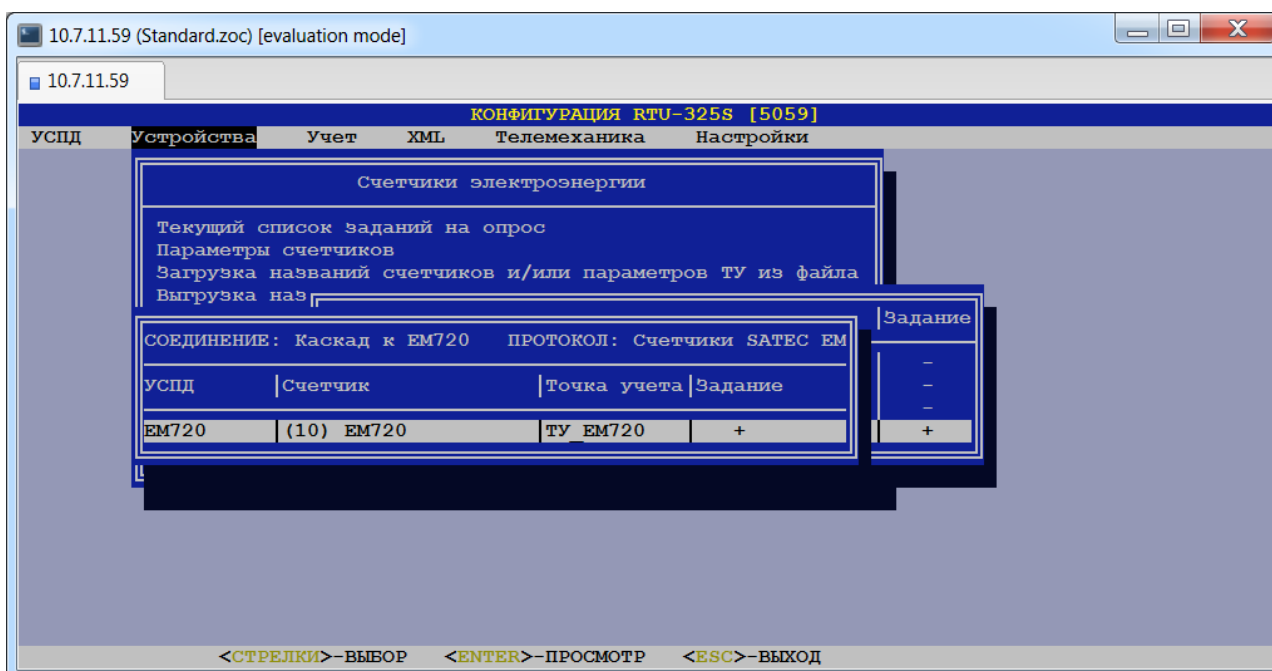 10.7.11.59 (Standard.zoc) [evaluation mode]
10.7.11.59
КОНФИГУРАЦИЯ RTU-325S [5059]
УСПД Устройства Учет XML Телемеханика Настройки
Счетчики электроэнергии
Текущий список заданий на опрос
Параметры счетчиков
Загрузка названий счетчиков и/или параметров ТУ из файла
Выгрузка наз
|Задание
СОЕДИНЕНИЕ: Каскад к EM720 ПРОТОКОЛ: Счетчики SATEC EM
-
УСПД |Счетчик |Точка учета|Задание -
-
EM720 |(10) EM720 |ТУ_EM720 | + | +
<СТРЕЛКИ>-ВЫБОР <ENTER>-ПРОСМОТР <ESC>-ВЫХОД